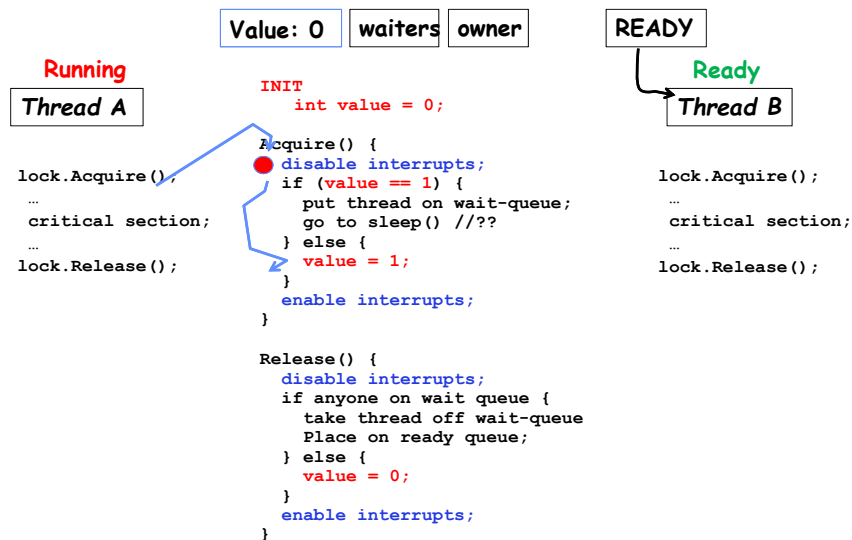 Value: 0 waiters owner READY
Running Ready
Thread A Thread B
lock.Acquire();
…
critical section;
…
lock.Release();
INIT
int value = 0;
Acquire() {
disable interrupts;
if (value == 1) {
put thread on wait-queue;
go to sleep() //??
} else {
value = 1;
}
enable interrupts;
}
Release() {
disable interrupts;
if anyone on wait queue {
take thread off wait-queue
Place on ready queue;
} else {
value = 0;
}
enable interrupts;
}
lock.Acquire();
…
critical section;
…
lock.Release();